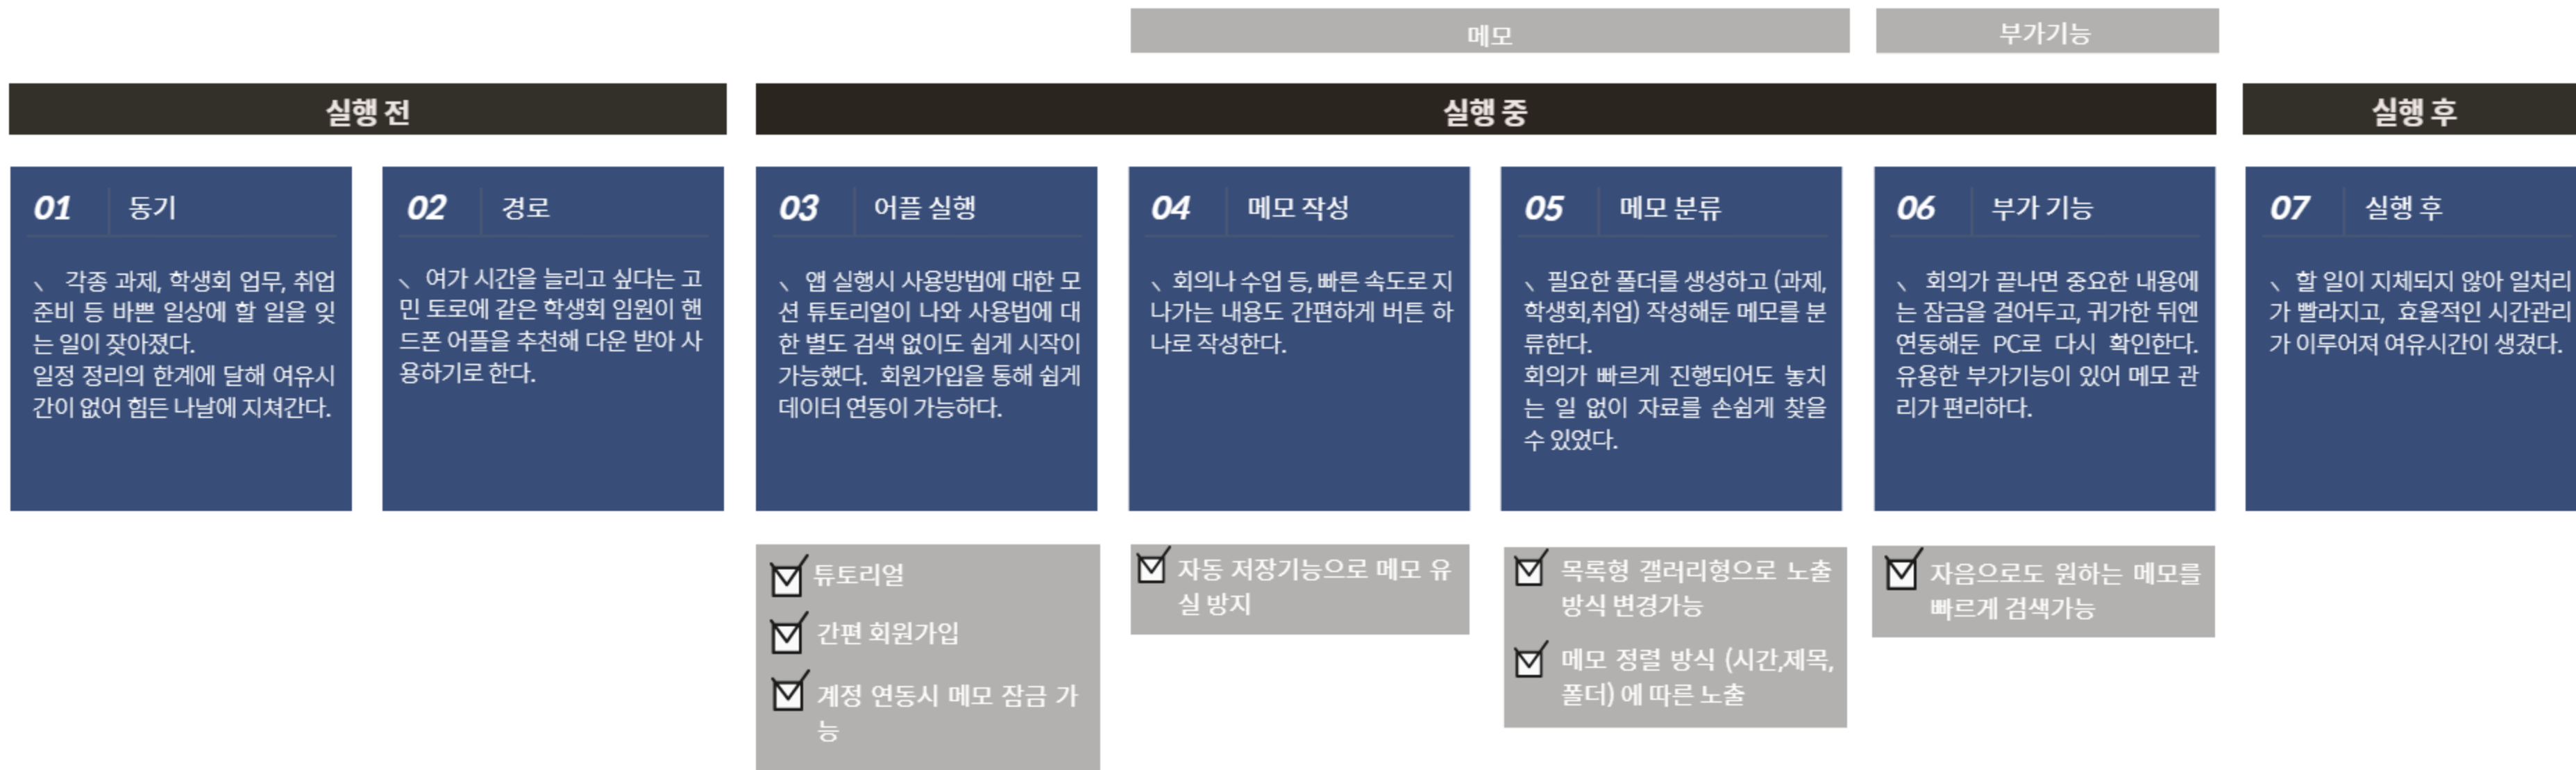 메모
부가기능
실행 전
실행 중
실행 후
01 동기
、 각종 과제, 학생회 업무, 취업
준비 등 바쁜 일상에 할 일을 잊
는 일이 잦아졌다.
일정 정리의 한계에 달해 여유시
간이 없어 힘든 나날에 지쳐간다.
02 경로
、 여가 시간을 늘리고 싶다는 고
민 토로에 같은 학생회 임원이 핸
드폰 어플을 추천해 다운 받아 사
용하기로 한다.
03 어플 실행
、 앱 실행시 사용방법에 대한 모
션 튜토리얼이 나와 사용법에 대
한 별도 검색 없이도 쉽게 시작이
가능했다. 회원가입을 통해 쉽게
데이터 연동이 가능하다.
04 메모 작성
、 회의나 수업 등, 빠른 속도로 지
나가는 내용도 간편하게 버튼 하
나로 작성한다.
05 메모 분류
、 필요한 폴더를 생성하고 (과제,
학생회,취업) 작성해둔 메모를 분
류한다.
회의가 빠르게 진행되어도 놓치
는 일 없이 자료를 손쉽게 찾을
수 있었다.
06 부가 기능
、 회의가 끝나면 중요한 내용에
는 잠금을 걸어두고, 귀가한 뒤엔
연동해둔 PC로 다시 확인한다.
유용한 부가기능이 있어 메모 관
리가 편리하다.
07 실행 후
、 할 일이 지체되지 않아 일처리
가 빨라지고, 효율적인 시간관리
가 이루어져 여유시간이 생겼다.
튜토리얼
간편 회원가입
계정 연동시 메모 잠금 가
능
자동 저장기능으로 메모 유
실 방지
목록형 갤러리형으로 노출
방식 변경가능
메모 정렬 방식 (시간,제목,
폴더) 에 따른 노출
자음으로도 원하는 메모를
빠르게 검색가능